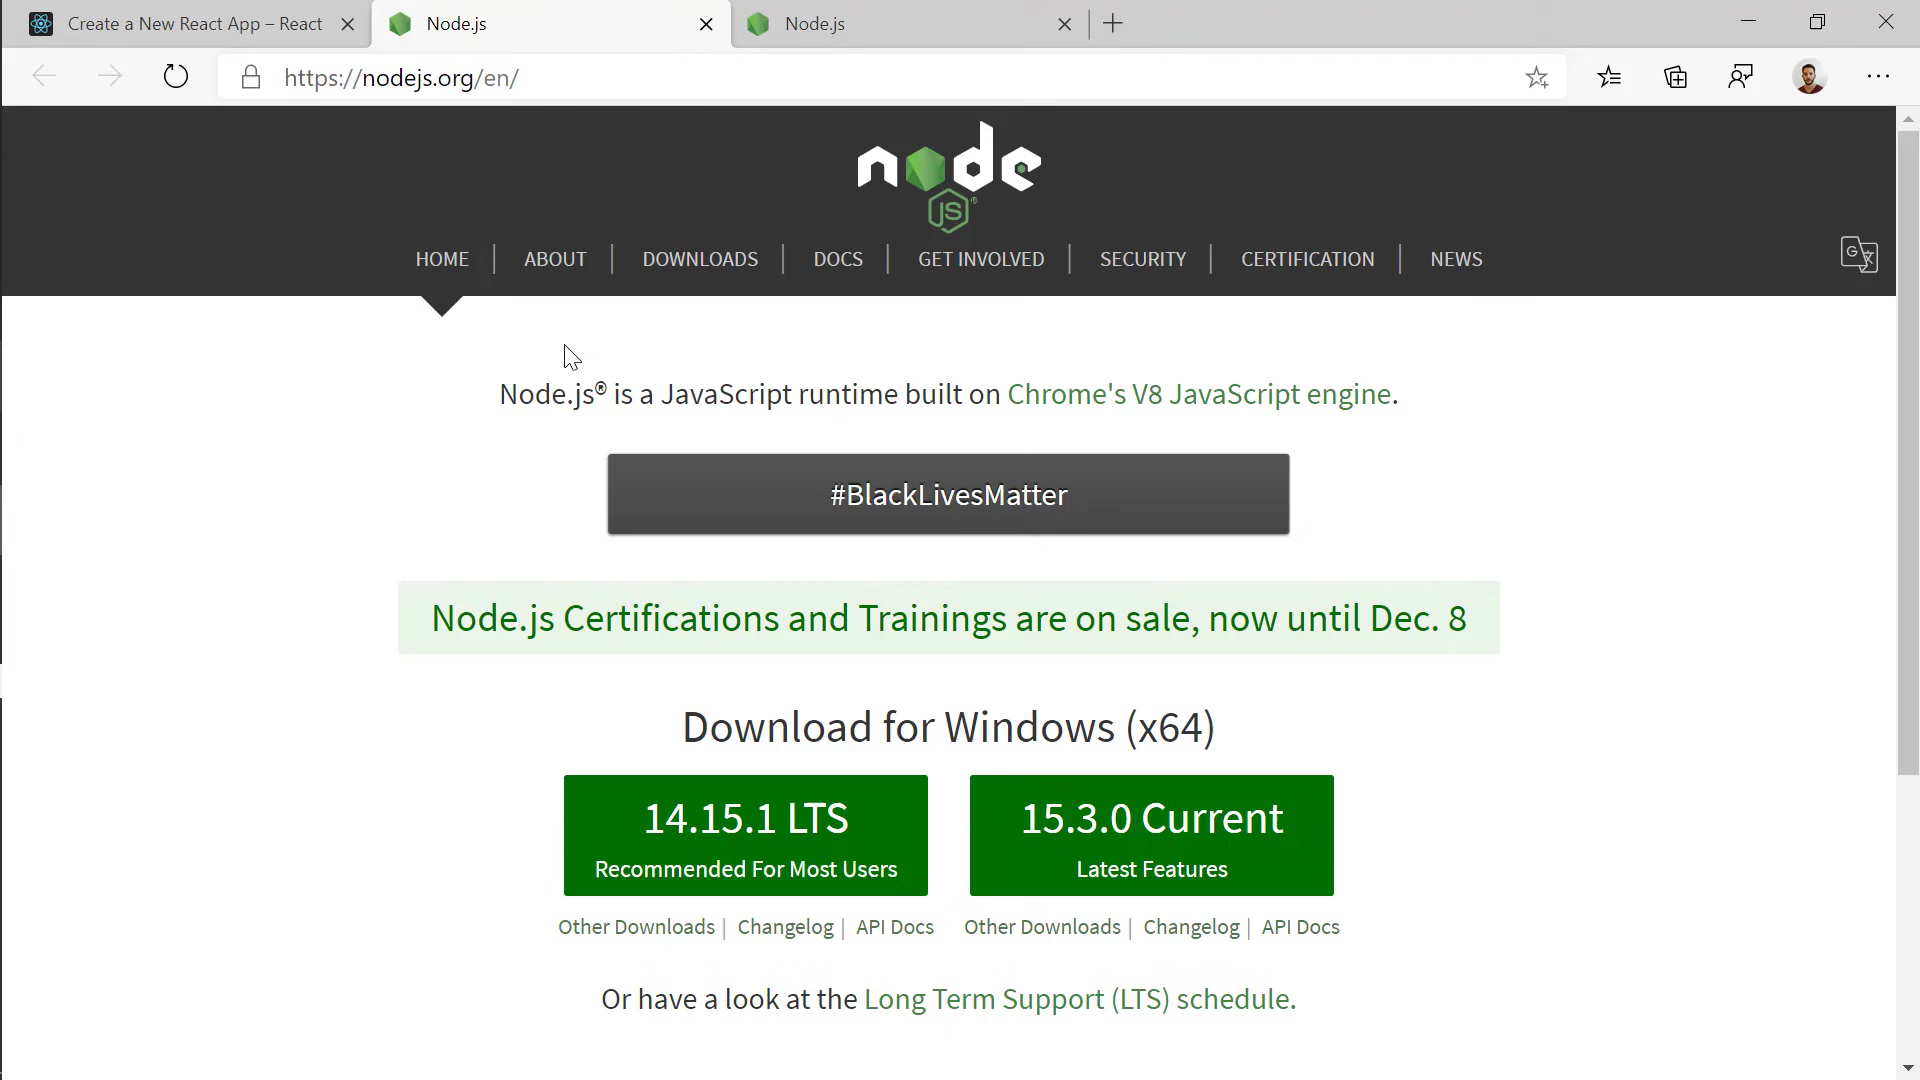 Create a New React App – React
Node.js
Node.js
https://nodejs.org/en/
node
JS
HOME | ABOUT | DOWNLOADS | DOCS | GET INVOLVED | SECURITY | CERTIFICATION | NEWS
Node.js® is a JavaScript runtime built on Chrome's V8 JavaScript engine.
#BlackLivesMatter
Node.js Certifications and Trainings are on sale, now until Dec. 8
Download for Windows (x64)
14.15.1 LTS
Recommended For Most Users
15.3.0 Current
Latest Features
Other Downloads | Changelog | API Docs
Other Downloads | Changelog | API Docs
Or have a look at the Long Term Support (LTS) schedule.